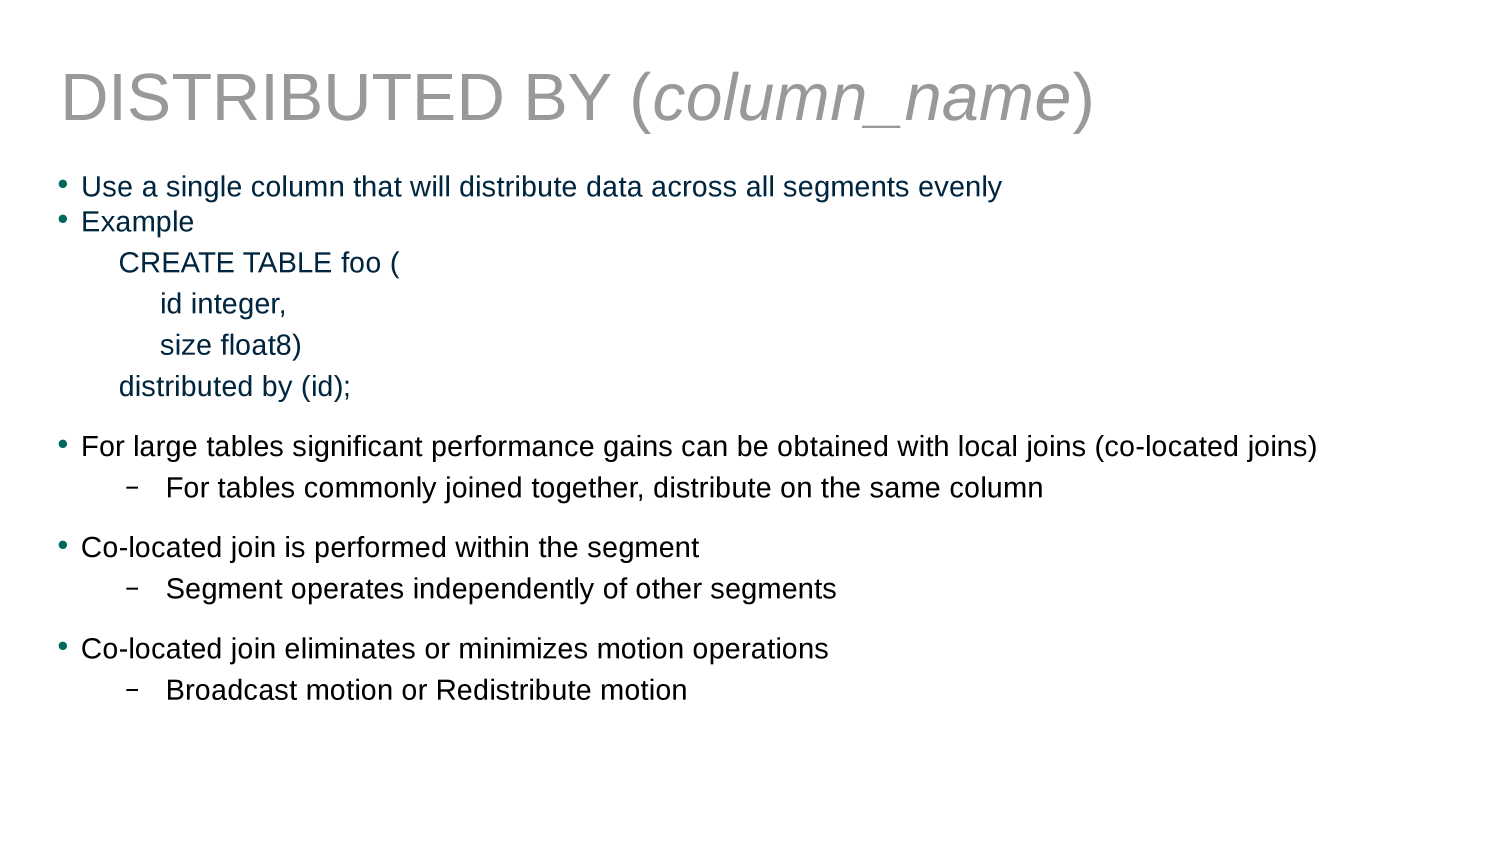 DISTRIBUTED BY (column_name)
• Use a single column that will distribute data across all segments evenly
• Example
CREATE TABLE foo (
id integer,
size float8)
distributed by (id);
• For large tables significant performance gains can be obtained with local joins (co-located joins)
– For tables commonly joined together, distribute on the same column
• Co-located join is performed within the segment
– Segment operates independently of other segments
• Co-located join eliminates or minimizes motion operations
– Broadcast motion or Redistribute motion